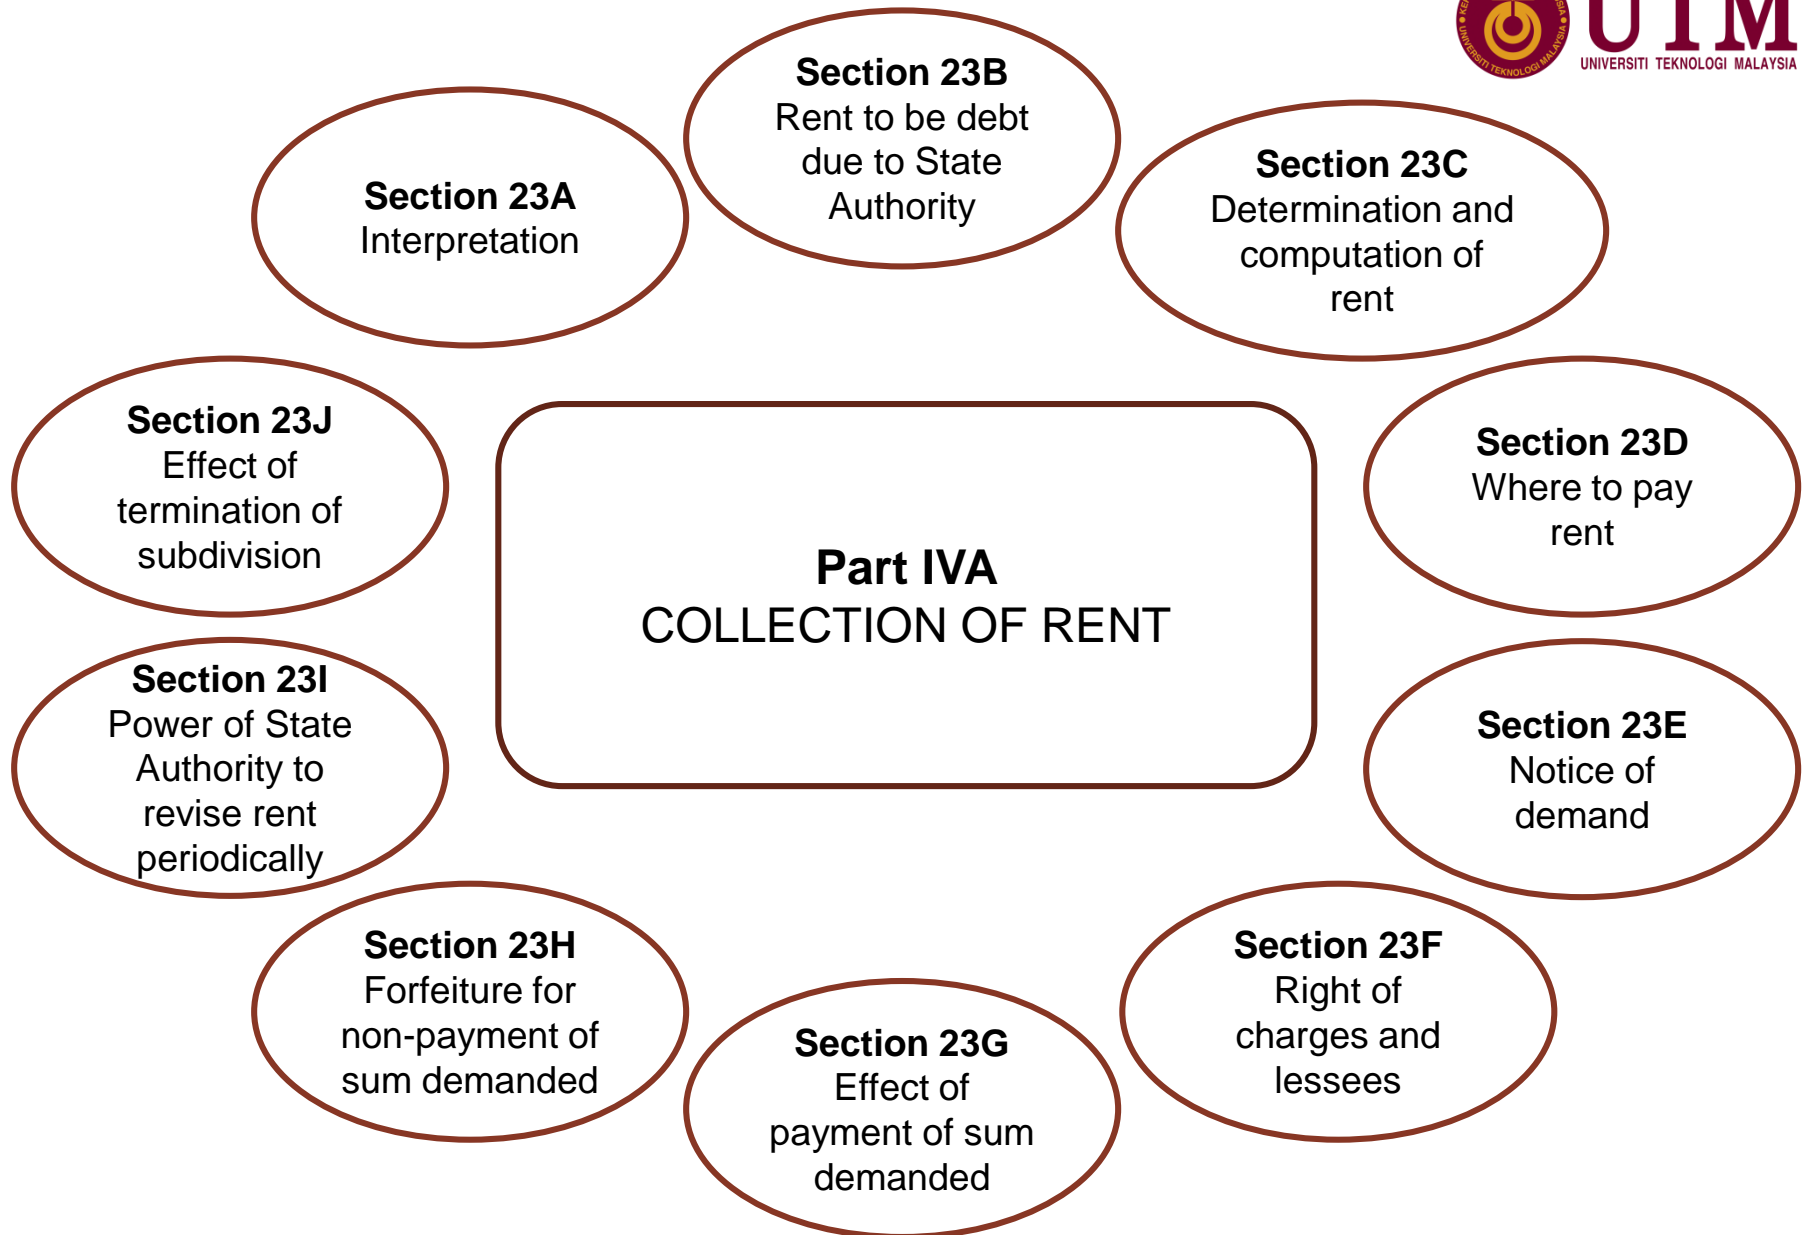 UTM
UNIVERSITI TEKNOLOGI MALAYSIA
UNIVERSITI TEKNOLOGI MALAYSIA
Section 23A
Interpretation
Section 23B
Rent to be debt
due to State
Authority
Section 23C
Determination and
computation of
rent
Section 23D
Where to pay
rent
Section 23E
Notice of
demand
Section 23F
Right of
charges and
lessees
Section 23G
Effect of
payment of sum
demanded
Section 23H
Forfeiture for
non-payment of
sum demanded
Section 23I
Power of State
Authority to
revise rent
periodically
Section 23J
Effect of
termination of
subdivision
Part IVA
COLLECTION OF RENT